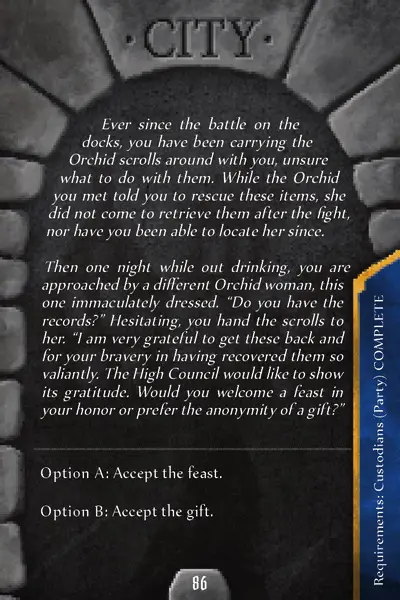 · CITY ·
Ever since the battle on the
docks, you have been carrying the
Orchid scrolls around with you, unsure
what to do with them. While the Orchid
you met told you to rescue these items, she
did not come to retrieve them after the fight,
nor have you been able to locate her since.
Then one night while out drinking, you are
approached by a different Orchid woman, this
one immaculately dressed. “Do you have the
records?” Hesitating, you hand the scrolls to
her. “I am very grateful to get these back and
for your bravery in having recovered them so
valiantly. The High Council would like to show
its gratitude. Would you welcome a feast in
your honor or prefer the anonymity of a gift?”
Option A: Accept the feast.
Option B: Accept the gift.
Requirements: Custodians (Party) COMPLETE
86